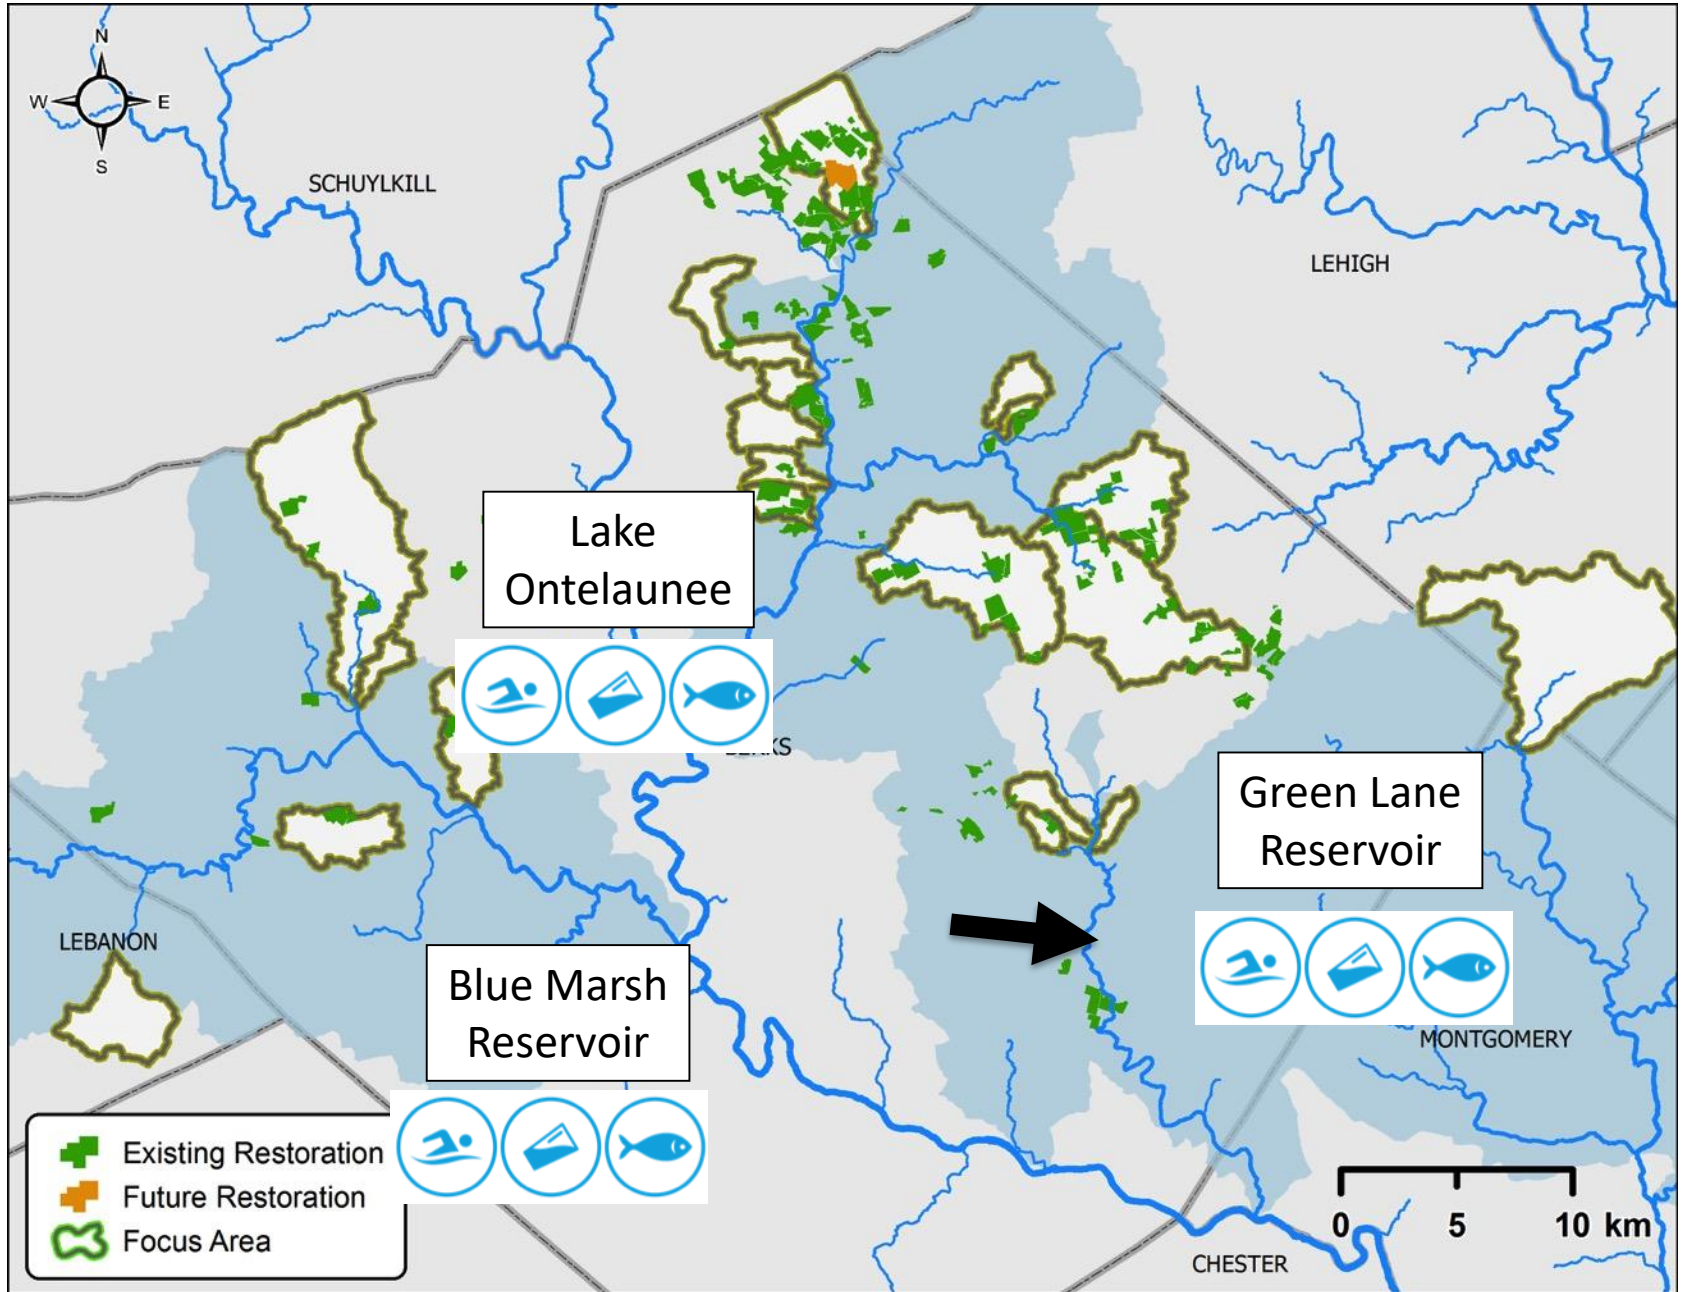 N
W
E
S
SCHUYLKILL
LEHIGH
Lake
Ontelaunee
Green Lane
Reservoir
LEBANON
Blue Marsh
Reservoir
MONTGOMERY
Existing Restoration
Future Restoration
Focus Area
0 5 10 km
CHESTER